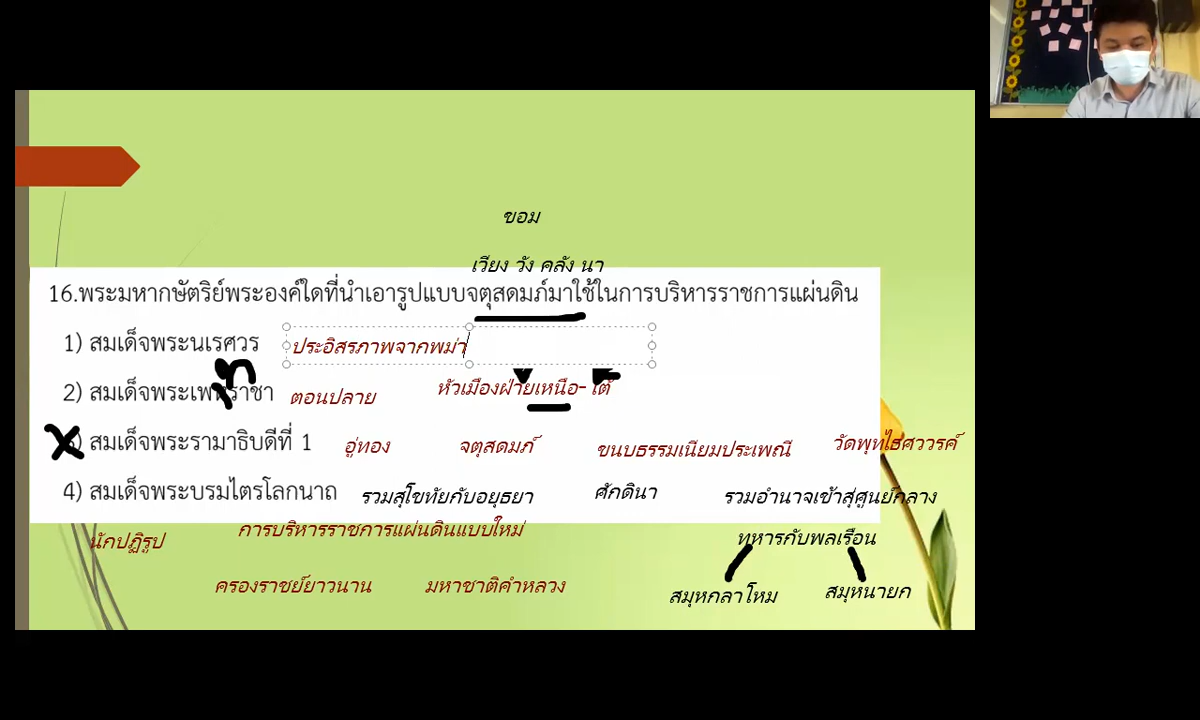 ขอม
เวียง วัง คลัง นา
16.พระมหากษัตริย์พระองค์ใดที่นำเอารูปแบบจตุสดมภ์มาใช้ในการบริหารราชการแผ่นดิน
1) สมเด็จพระนเรศวร ประอิสรภาพจากพม่า
2) สมเด็จพระเพทราชา ตอนปลาย หัวเมืองฝ่ายเหนือ-ใต้
3) สมเด็จพระรามาธิบดีที่ 1 อู่ทอง จตุสดมภ์ ขนบธรรมเนียมประเพณี วัดพุทไธศววรค์
4) สมเด็จพระบรมไตรโลกนาถ รวมสุโขทัยกับอยุธยา ศักดินา รวมอำนาจเข้าสู่ศูนย์กลาง
นักปฏิรูป การบริหารราชการแผ่นดินแบบใหม่ ทหารกับพลเรือน
ครองราชย์ยาวนาน มหาชาติคำหลวง สมุหกลาโหม สมุหนายก